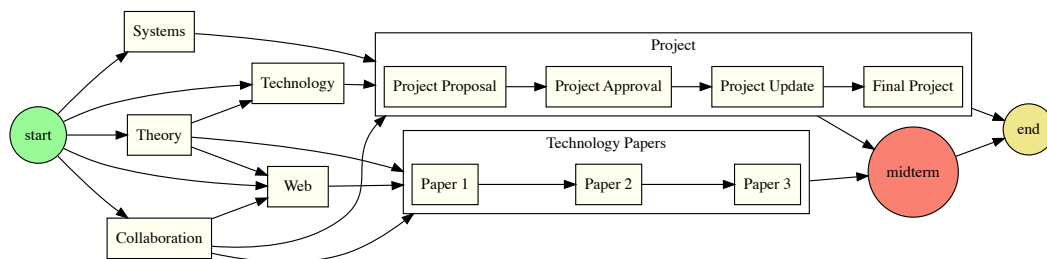 start
Systems
Technology
Theory
Web
Collaboration
Project
Project Proposal
Project Approval
Project Update
Final Project
Technology Papers
Paper 1
Paper 2
Paper 3
midterm
end